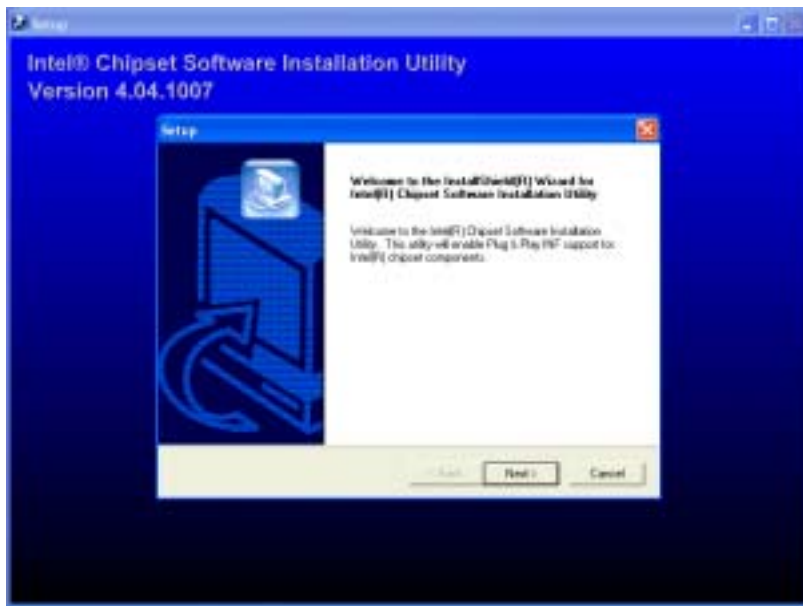 Setup
Intel® Chipset Software Installation Utility
Version 4.04.1007
Setup
Welcome to the InstallShield(R) Wizard for
Intel(R) Chipset Software Installation Utility
Welcome to the Intel(R) Chipset Software Installation
Utility. This utility will enable Plug & Play INF support for
Intel(R) chipset components.
< Back
Next >
Cancel